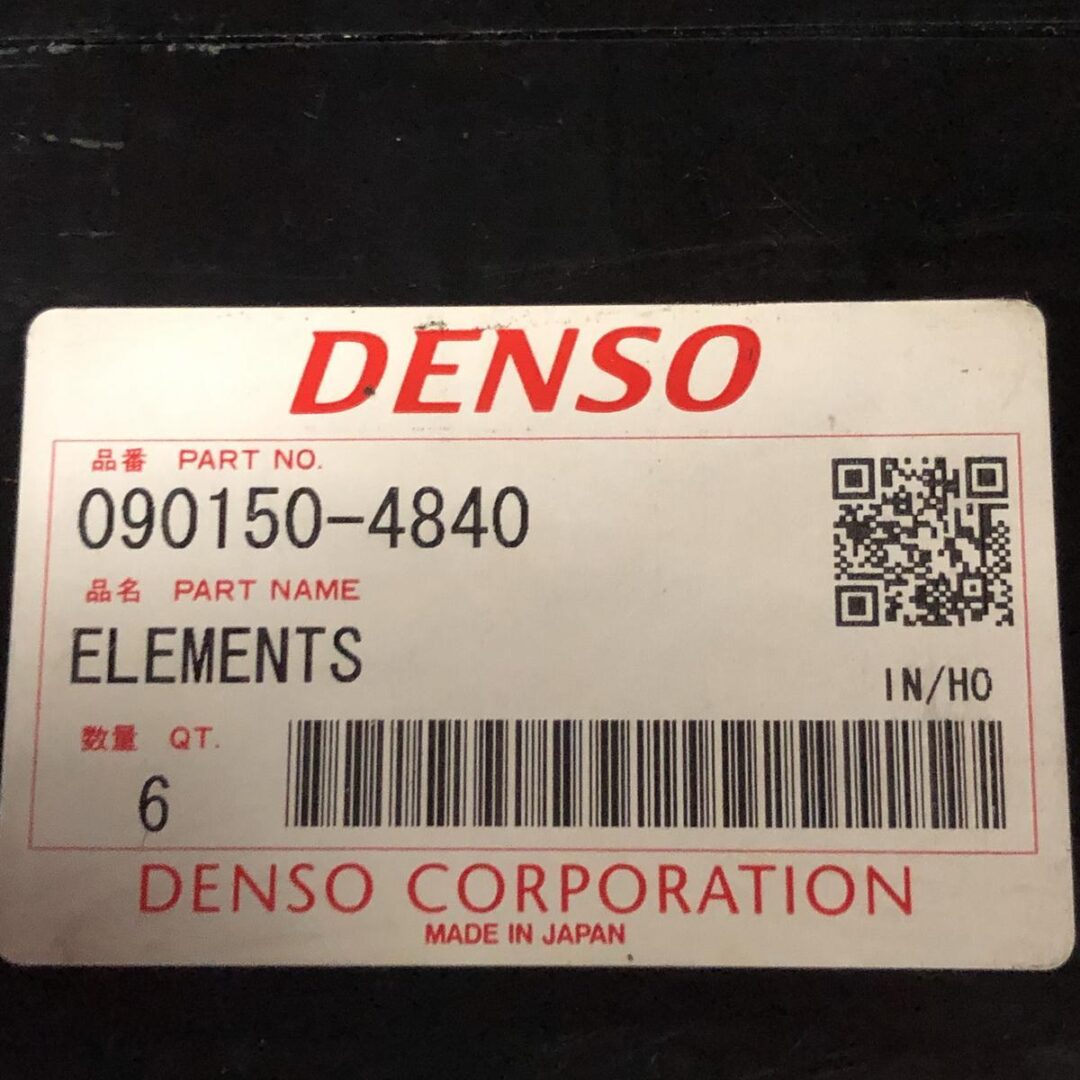 DENSO
品番 PART NO.
090150-4840
品名 PART NAME
ELEMENTS
IN/HO
数量 QT.
6
DENSO CORPORATION
MADE IN JAPAN